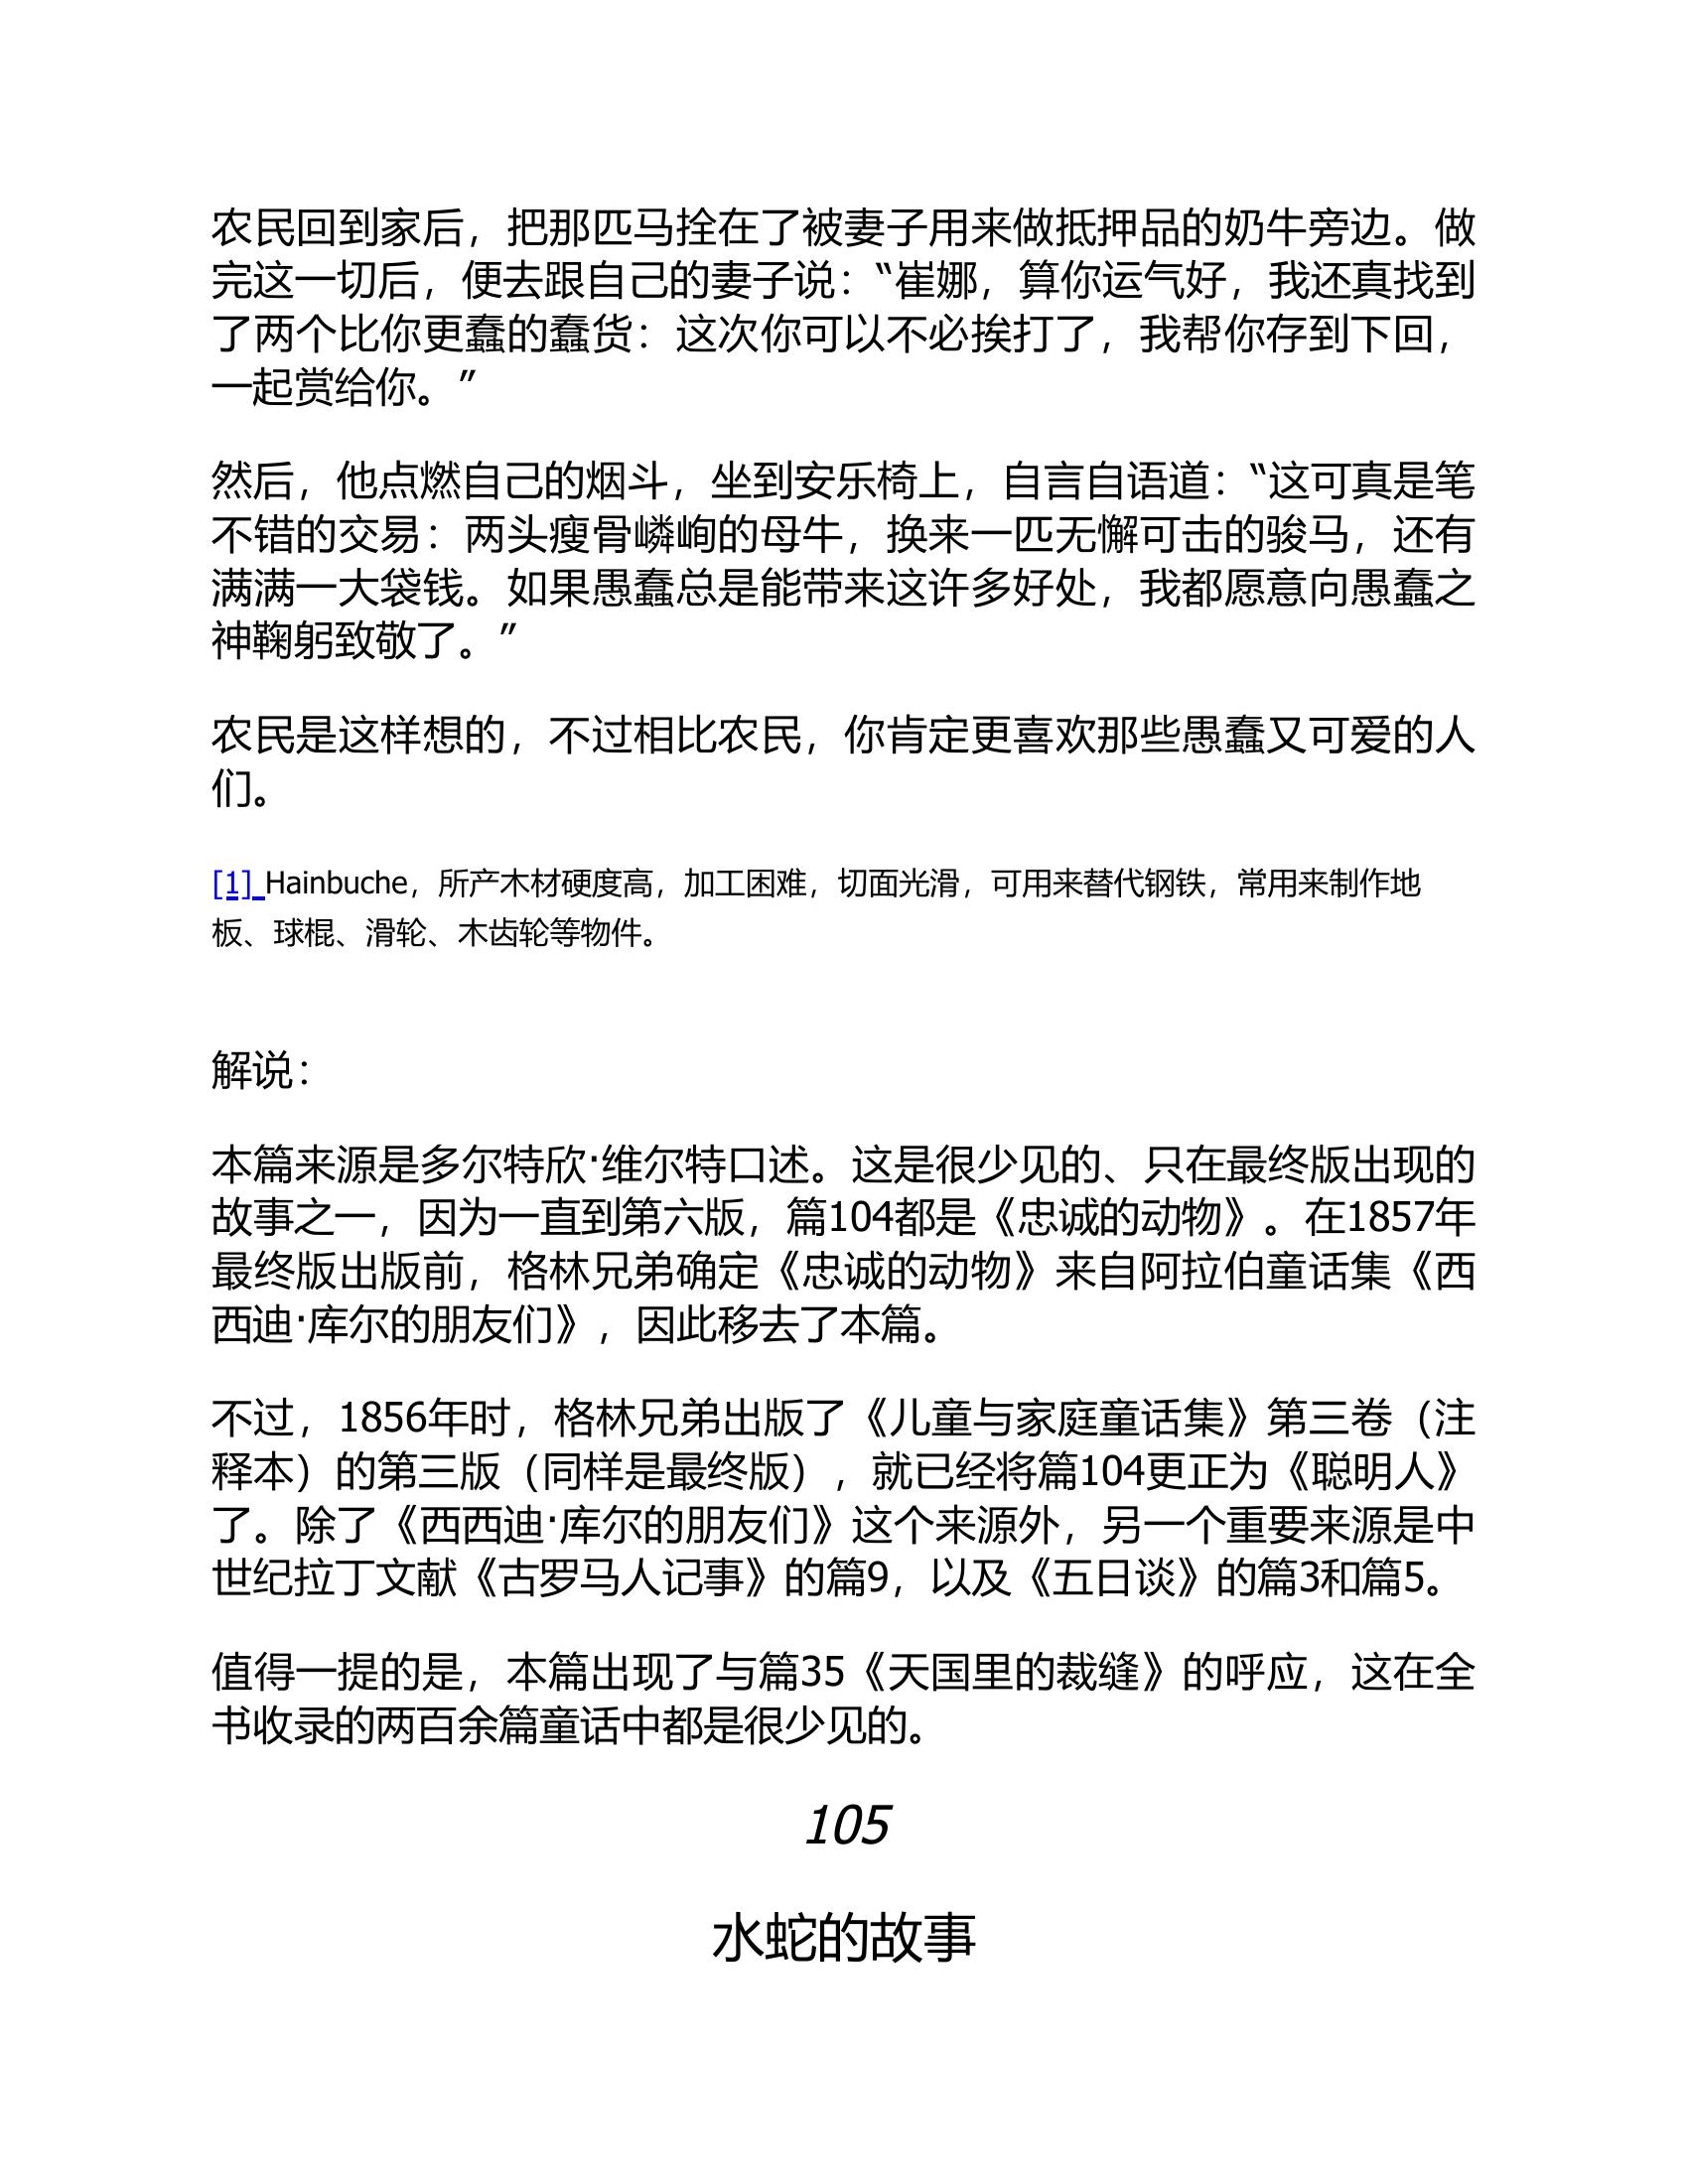 农民回到家后，把那匹马拴在了被妻子用来做抵押品的奶牛旁边。做
完这一切后，便去跟自己的妻子说：“崔娜，算你运气好，我还真找到
了两个比你更蠢的蠢货：这次你可以不必挨打了，我帮你存到下回，
一起赏给你。”
然后，他点燃自己的烟斗，坐到安乐椅上，自言自语道：“这可真是笔
不错的交易：两头瘦骨嶙峋的母牛，换来一匹无懈可击的骏马，还有
满满一大袋钱。如果愚蠢总是能带来这许多好处，我都愿意向愚蠢之
神鞠躬致敬了。”
农民是这样想的，不过相比农民，你肯定更喜欢那些愚蠢又可爱的人
们。
[1] Hainbuche，所产木材硬度高，加工困难，切面光滑，可用来替代钢铁，常用来制作地
板、球棍、滑轮、木齿轮等物件。
解说：
本篇来源是多尔特欣·维尔特口述。这是很少见的、只在最终版出现的
故事之一，因为一直到第六版，篇104都是《忠诚的动物》。在1857年
最终版出版前，格林兄弟确定《忠诚的动物》来自阿拉伯童话集《西
西迪·库尔的朋友们》，因此移去了本篇。
不过，1856年时，格林兄弟出版了《儿童与家庭童话集》第三卷（注
释本）的第三版（同样是最终版），就已经将篇104更正为《聪明人》
了。除了《西西迪·库尔的朋友们》这个来源外，另一个重要来源是中
世纪拉丁文献《古罗马人记事》的篇9，以及《五日谈》的篇3和篇5。
值得一提的是，本篇出现了与篇35《天国里的裁缝》的呼应，这在全
书收录的两百余篇童话中都是很少见的。
105
水蛇的故事